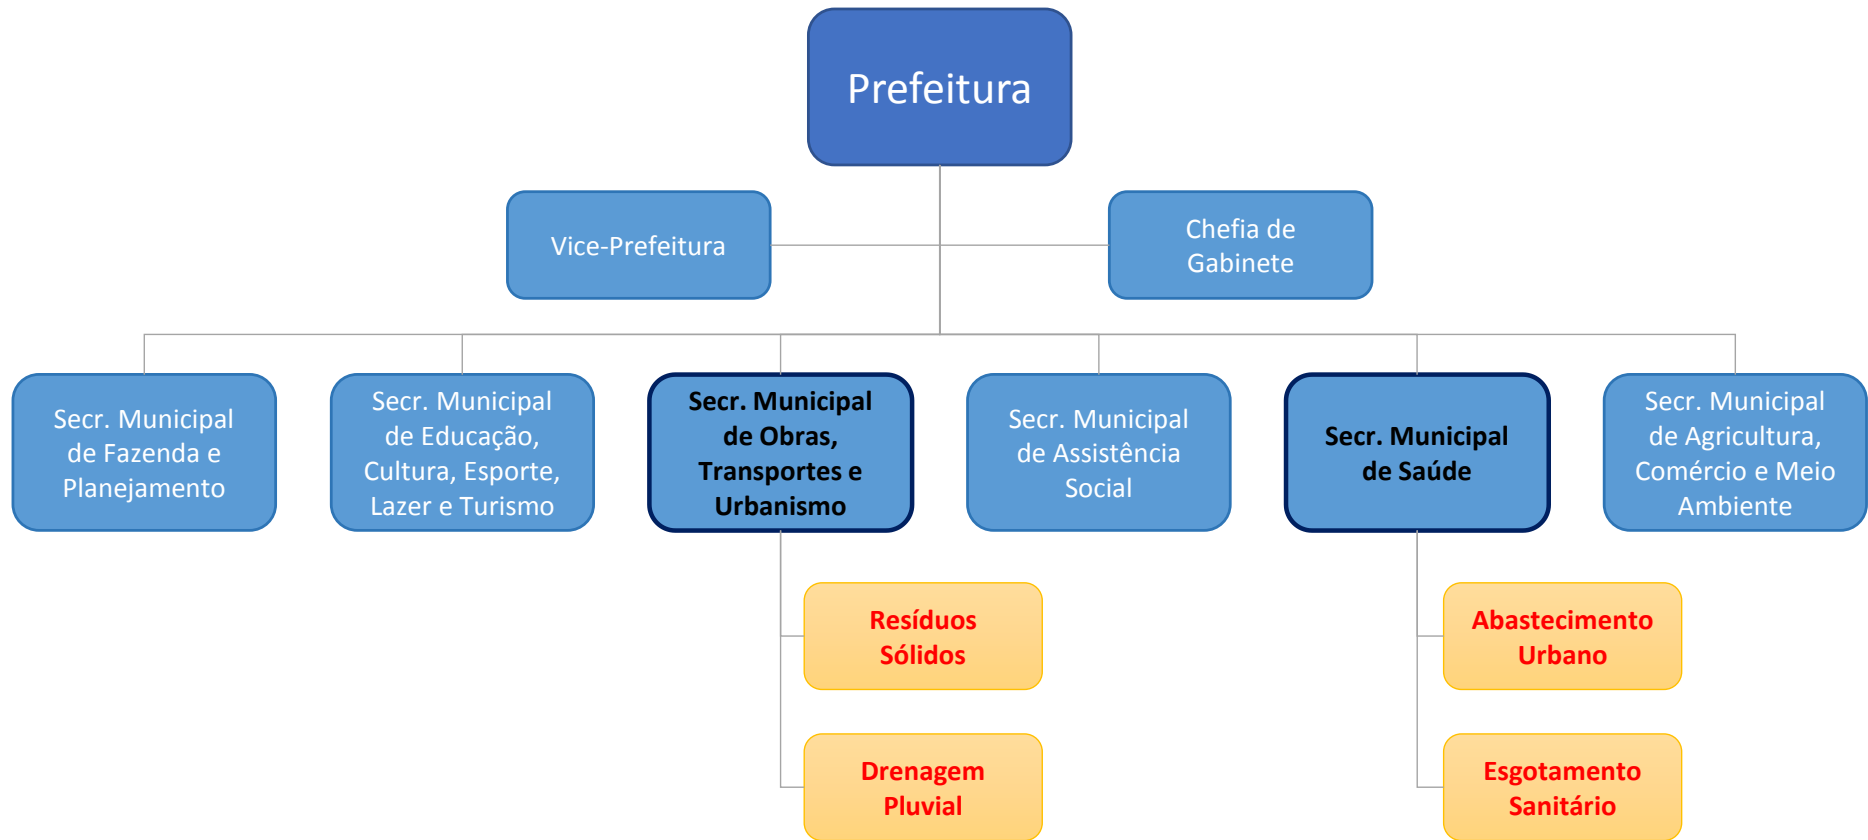 Prefeitura
Vice-Prefeitura
Chefia de
Gabinete
Secr. Municipal
de Fazenda e
Planejamento
Secr. Municipal
de Educação,
Cultura, Esporte,
Lazer e Turismo
Secr. Municipal
de Obras,
Transportes e
Urbanismo
Secr. Municipal
de Assistência
Social
Secr. Municipal
de Saúde
Secr. Municipal
de Agricultura,
Comércio e Meio
Ambiente
Resíduos
Sólidos
Abastecimento
Urbano
Drenagem
Pluvial
Esgotamento
Sanitário